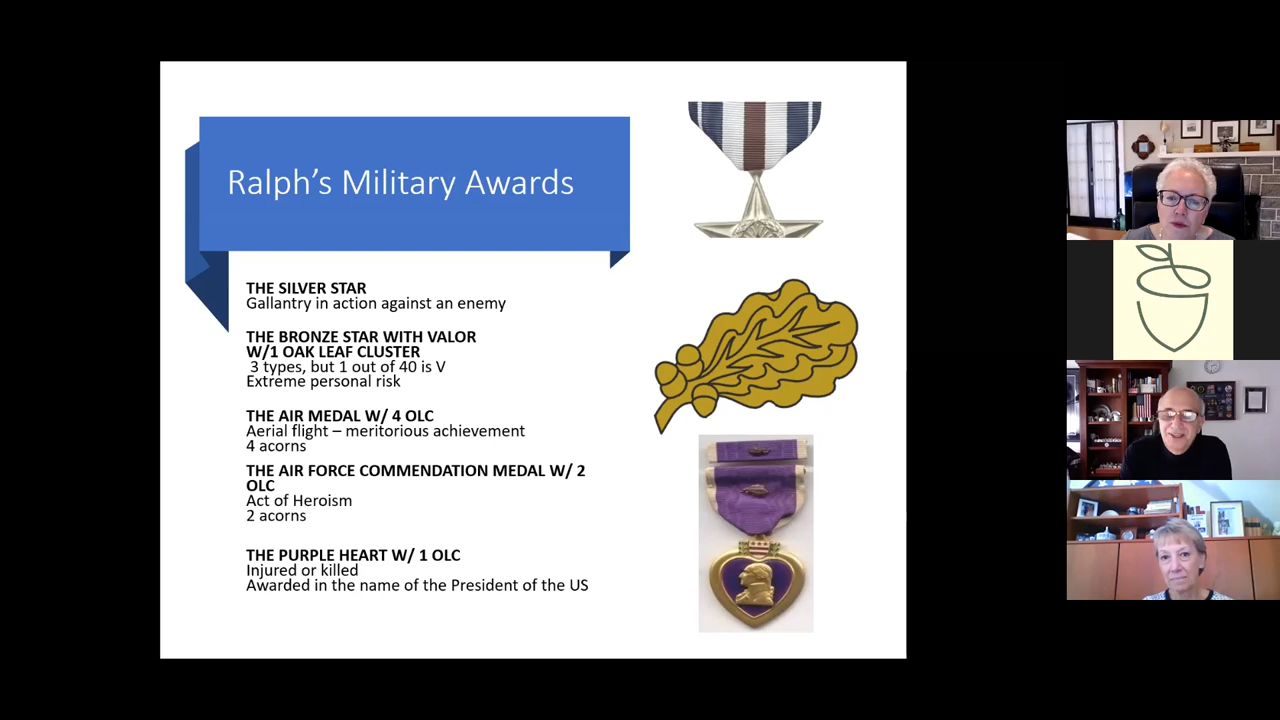 Ralph's Military Awards
THE SILVER STAR
Gallantry in action against an enemy
THE BRONZE STAR WITH VALOR
W/1 OAK LEAF CLUSTER
3 types, but 1 out of 40 is V
Extreme personal risk
THE AIR MEDAL W/ 4 OLC
Aerial flight – meritorious achievement
4 acorns
THE AIR FORCE COMMENDATION MEDAL W/ 2
OLC
Act of Heroism
2 acorns
THE PURPLE HEART W/ 1 OLC
Injured or killed
Awarded in the name of the President of the US